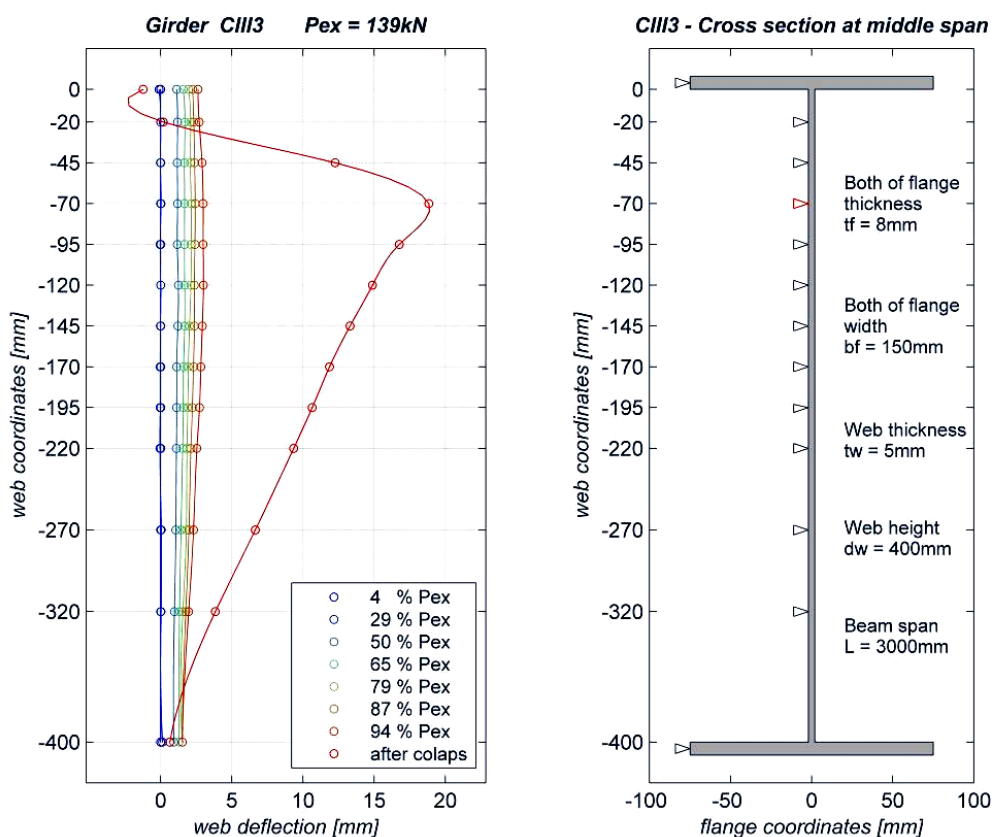 Girder CIII3 Pex = 139kN
0
-20
-45
-70
-95
-120
-145
-170
-195
-220
-270
-320
-400
web coordinates [mm]
0
5
10
15
20
web deflection [mm]
4 % Pex
29 % Pex
50 % Pex
65 % Pex
79 % Pex
87 % Pex
94 % Pex
after colaps
CIII3 - Cross section at middle span
0
-20
-45
-70
-95
-120
-145
-170
-195
-220
-270
-320
-400
web coordinates [mm]
-100
-50
0
50
100
flange coordinates [mm]
Both of flange
thickness
tf = 8mm
Both of flange
width
bf = 150mm
Web thickness
tw = 5mm
Web height
dw = 400mm
Beam span
L = 3000mm